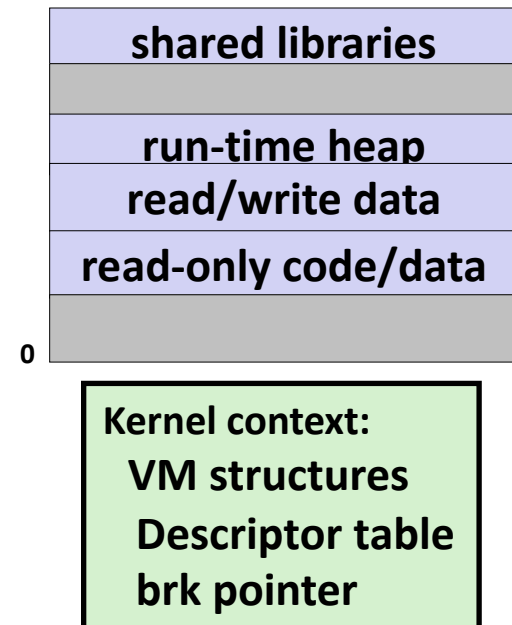 shared libraries
run-time heap
read/write data
read-only code/data
0
Kernel context:
VM structures
Descriptor table
brk pointer